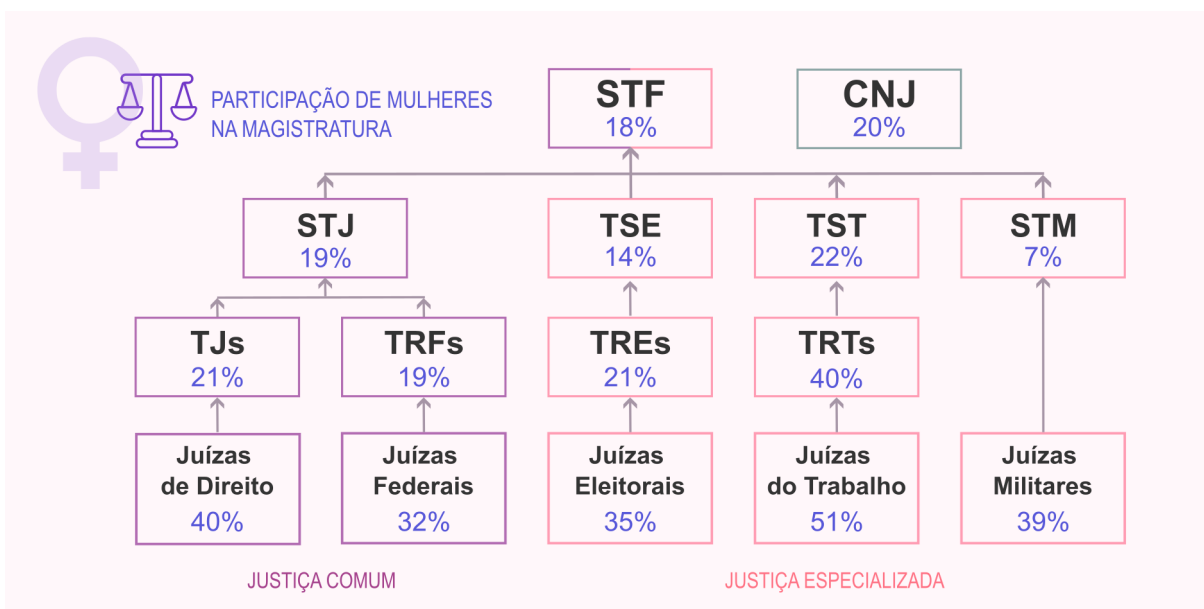 PARTICIPAÇÃO DE MULHERES
NA MAGISTRATURA
STF
18%
CNJ
20%
STJ
19%
TSE
14%
TST
22%
STM
7%
TJs
21%
TRFs
19%
TREs
21%
TRTs
40%
Juízas
de Direito
40%
Juízas
Federais
32%
Juízas
Eleitorais
35%
Juízas
do Trabalho
51%
Juízas
Militares
39%
JUSTIÇA COMUM
JUSTIÇA ESPECIALIZADA